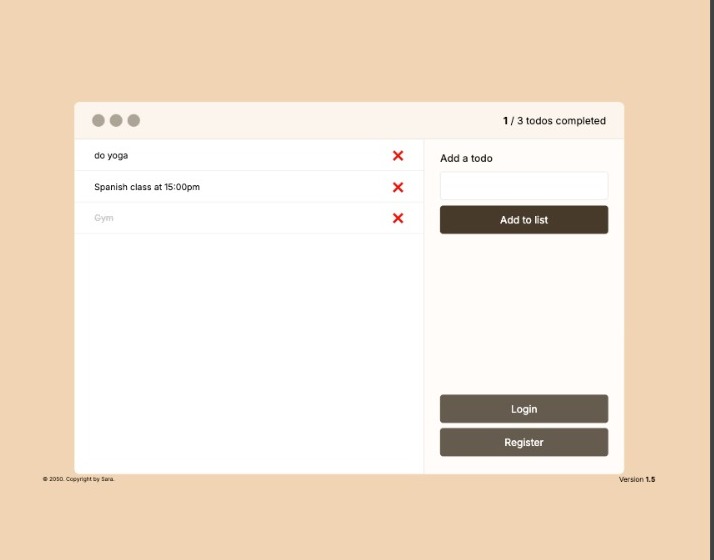 1 / 3 todos completed
do yoga
Spanish class at 15:00pm
Gym
Add a todo
Add to list
Login
Register
© 2050. Copyright by Sara.
Version 1.5